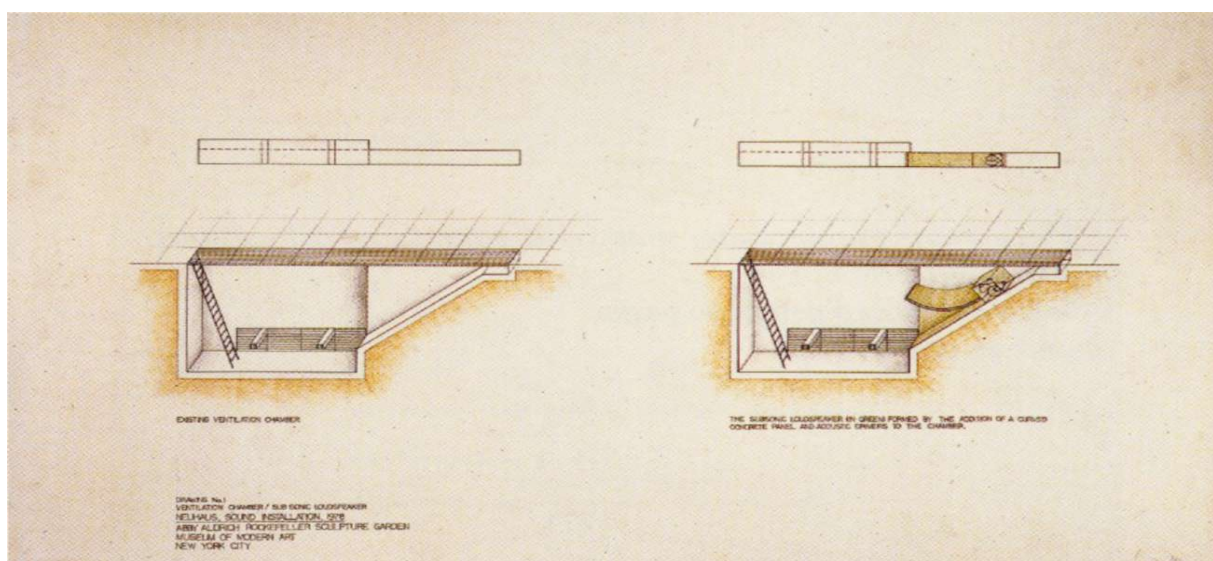 EXISTING VENTILATION CHAMBER
THE SUBSONIC LOUDSPEAKER (IN GREEN) FORMED BY THE ADDITION OF A CURVED
CONCRETE PANEL AND ACOUSTIC DRIVERS TO THE CHAMBER.
DRAWING No.1
VENTILATION CHAMBER / SUB SONIC LOUDSPEAKER
NEUHAUS, SOUND INSTALLATION, 1978
ABBY ALDRICH ROCKEFELLER SCULPTURE GARDEN
MUSEUM OF MODERN ART
NEW YORK CITY